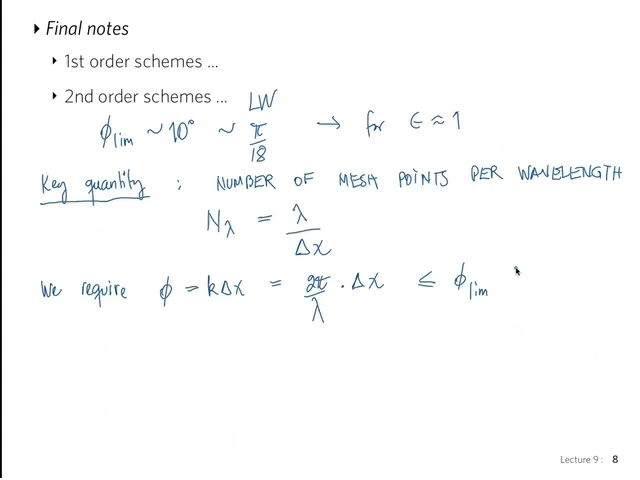 Final notes
1st order schemes ...
2nd order schemes ... LW
ϕlim ~ 10° ~ π/18 → for ϵ ≈ 1
Key quantity : NUMBER OF MESH POINTS PER WAVELENGTH
Nλ = λ/Δx
We require ϕ = kΔx = 2π/λ · Δx ≤ ϕlim
Lecture 9 : 8